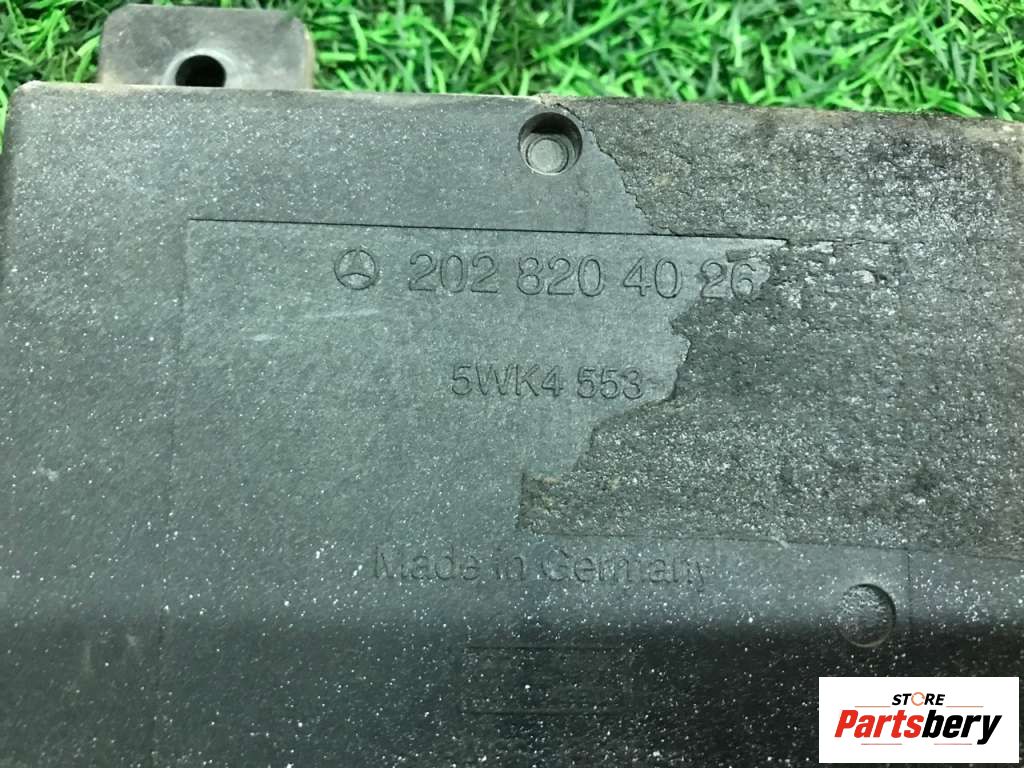 202 820 40 26
5WK4 553
Made in Germany
STORE
Partsbery